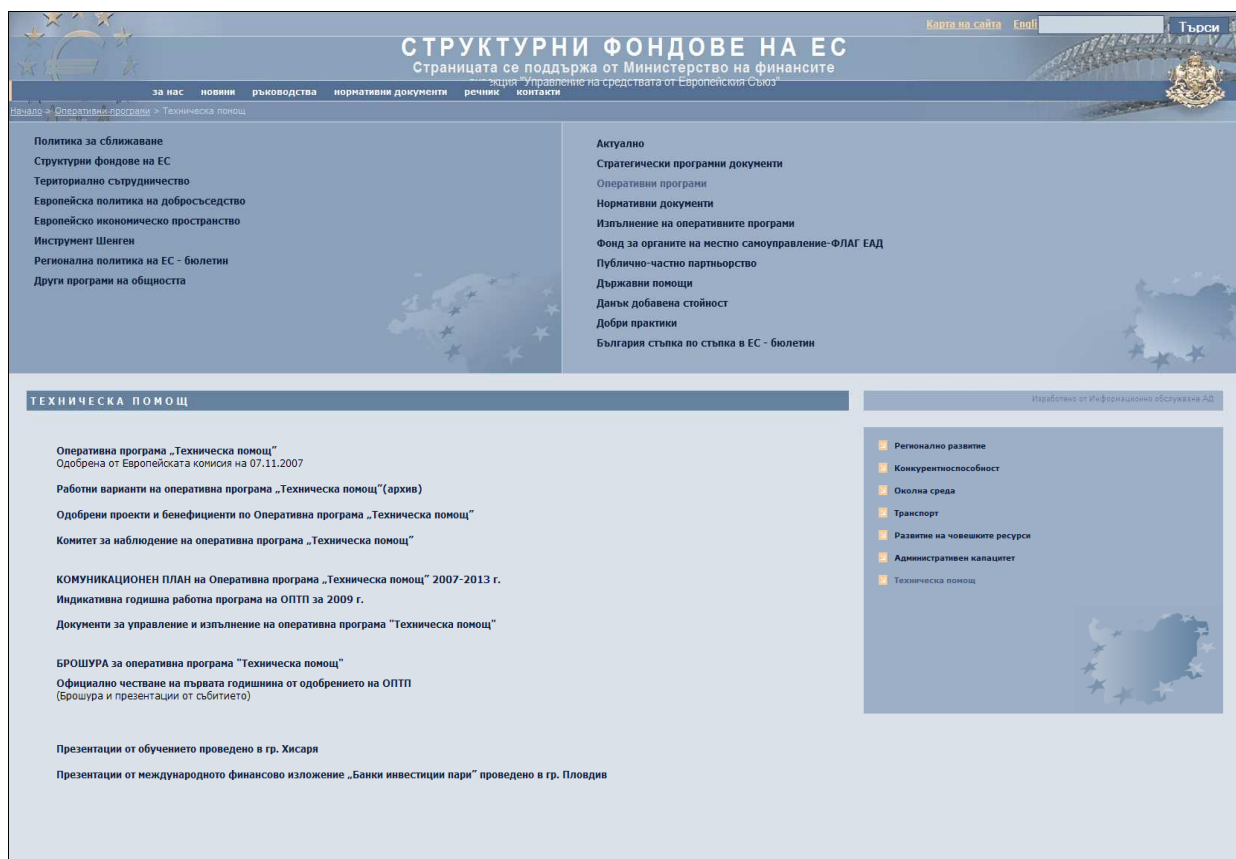 Карта на сайта Engli
Търси
СТРУКТУРНИ ФОНДОВЕ НА ЕС
Страницата се поддържа от Министерство на финансите
дирекция "Управление на средствата от Европейския Съюз"
за нас новини ръководства нормативни документи речник контакти
Начало > Оперативни програми > Техническа помощ
Политика за сближаване
Структурни фондове на ЕС
Териториално сътрудничество
Европейска политика на добросъседство
Европейско икономическо пространство
Инструмент Шенген
Регионална политика на ЕС - бюлетин
Други програми на общността
Актуално
Стратегически програмни документи
Оперативни програми
Нормативни документи
Изпълнение на оперативните програми
Фонд за органите на местно самоуправление-ФЛАГ ЕАД
Публично-частно партньорство
Държавни помощи
Данък добавена стойност
Добри практики
България стъпка по стъпка в ЕС - бюлетин
ТЕХНИЧЕСКА ПОМОЩ
Оперативна програма „Техническа помощ”
Одобрена от Европейската комисия на 07.11.2007
Работни варианти на оперативна програма „Техническа помощ”(архив)
Одобрени проекти и бенефициенти по Оперативна програма „Техническа помощ”
Комитет за наблюдение на оперативна програма „Техническа помощ”
КОМУНИКАЦИОНЕН ПЛАН на Оперативна програма „Техническа помощ” 2007-2013 г.
Индикативна годишна работна програма на ОПТП за 2009 г.
Документи за управление и изпълнение на оперативна програма "Техническа помощ"
БРОШУРА за оперативна програма "Техническа помощ"
Официално честване на първата годишнина от одобрението на ОПТП
(Брошура и презентации от събитието)
Презентации от обучението проведено в гр. Хисаря
Презентации от международното финансово изложение „Банки инвестиции пари” проведено в гр. Пловдив
Изработено от Информационно обслужване АД
Регионално развитие
Конкурентноспособност
Околна среда
Транспорт
Развитие на човешките ресурси
Административен капацитет
Техническа помощ